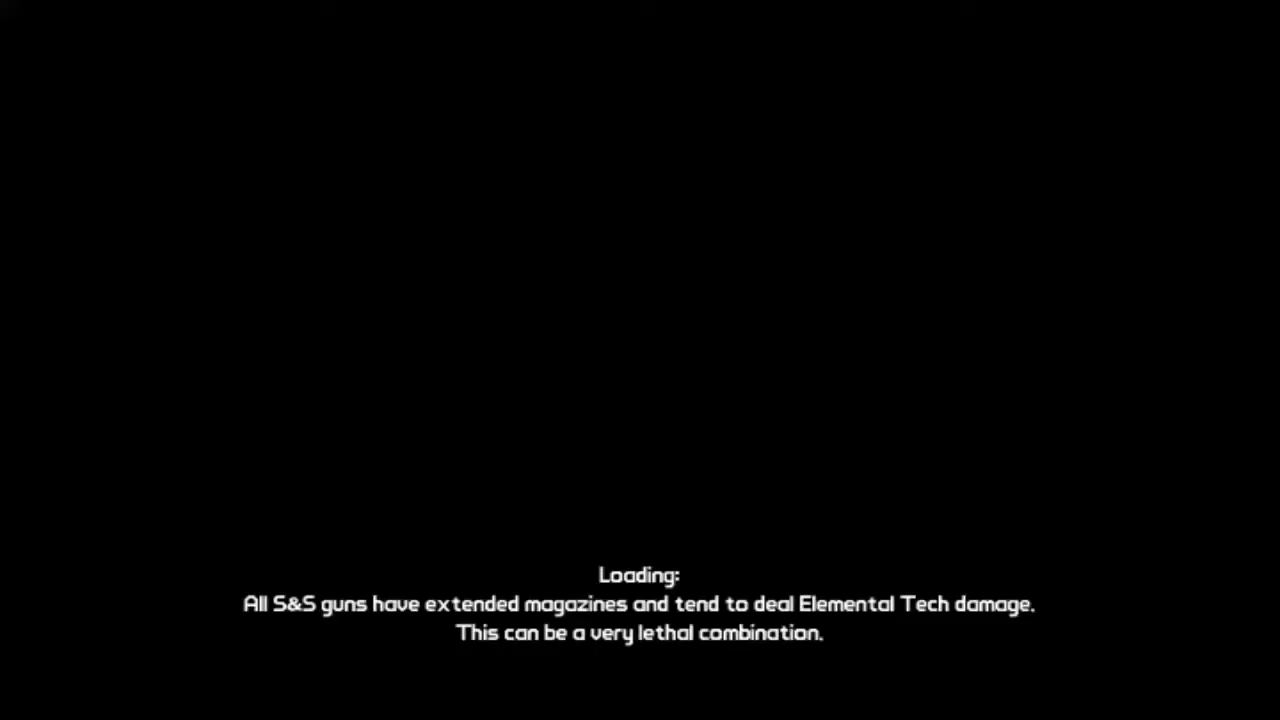 Loading:
All S&S guns have extended magazines and tend to deal Elemental Tech damage.
This can be a very lethal combination.